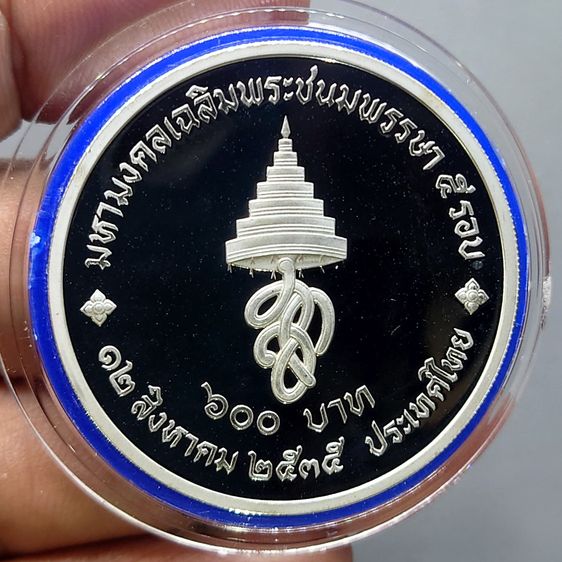 มหามงคลเฉลิมพระชนมพรรษา ๕ รอบ
๖๐๐ บาท
๑๒ สิงหาคม ๒๕๓๕ ประเทศไทย